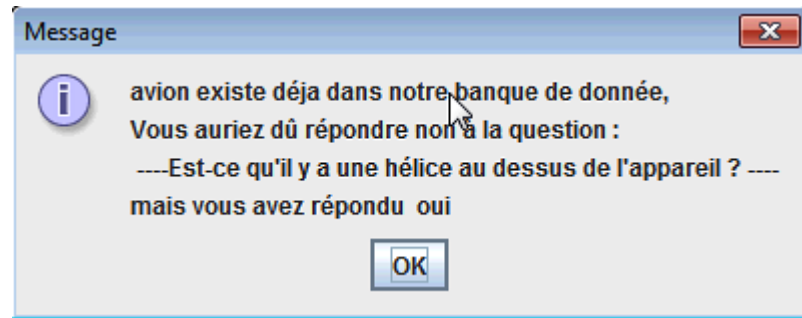 Message
avion existe déja dans notre banque de donnée,
Vous auriez dû répondre non à la question :
----Est-ce qu'il y a une hélice au dessus de l'appareil ? ----
mais vous avez répondu oui
OK